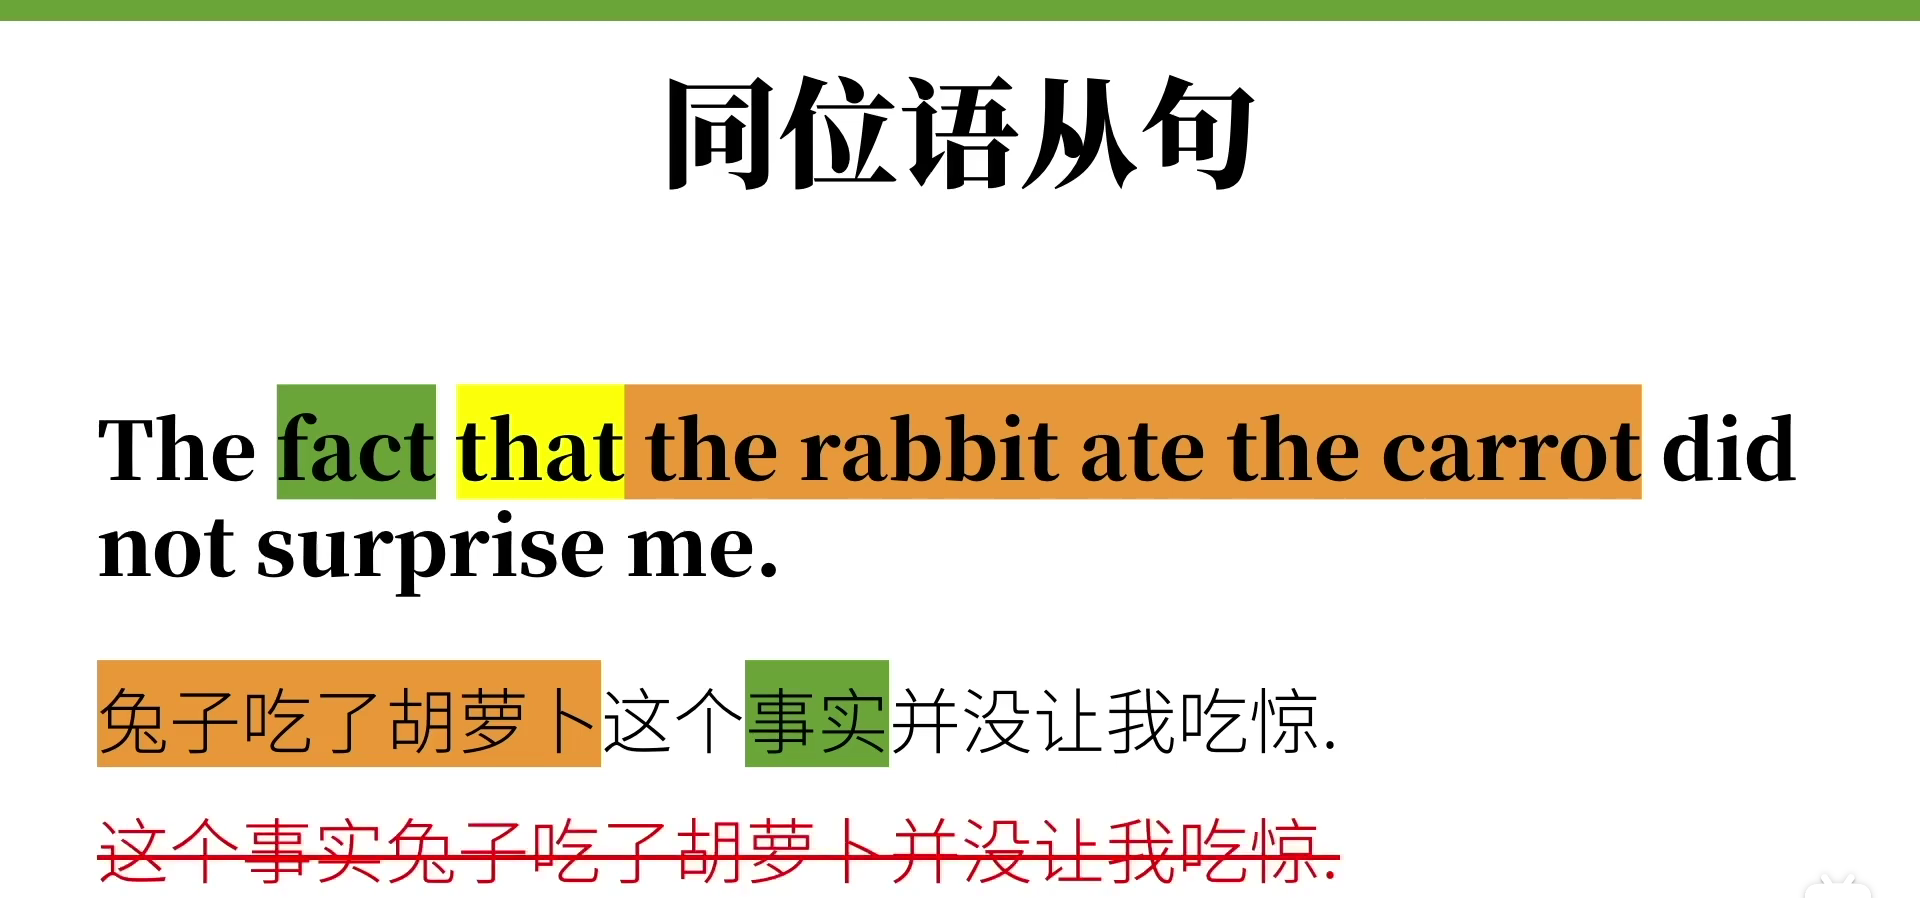 同位语从句
The fact that the rabbit ate the carrot did
not surprise me.
兔子吃了胡萝卜这个事实并没让我吃惊.
这个事实兔子吃了胡萝卜并没让我吃惊.